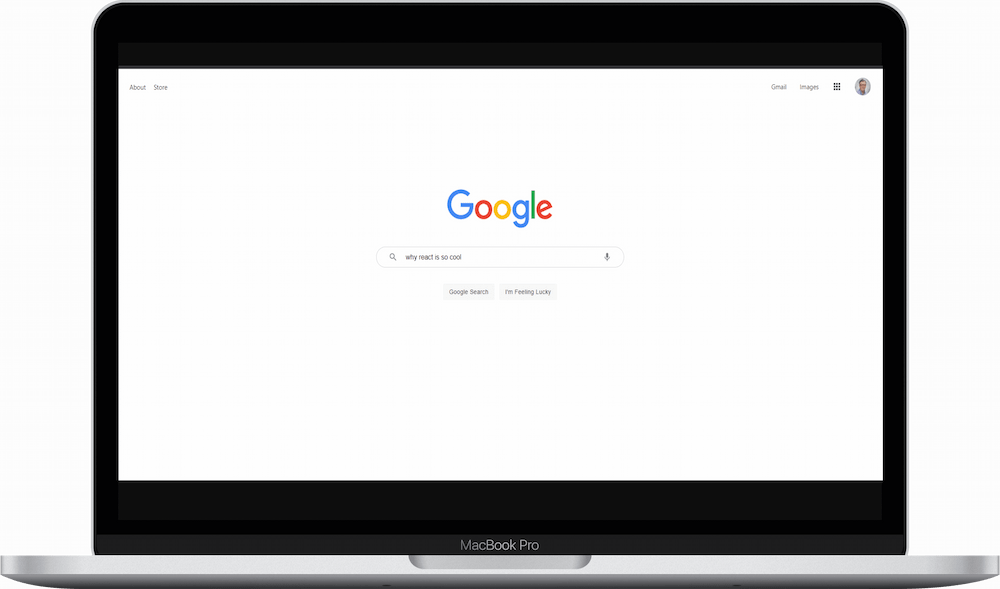 About Store
Gmail Images
Google
why react is so cool
Google Search I'm Feeling Lucky
MacBook Pro